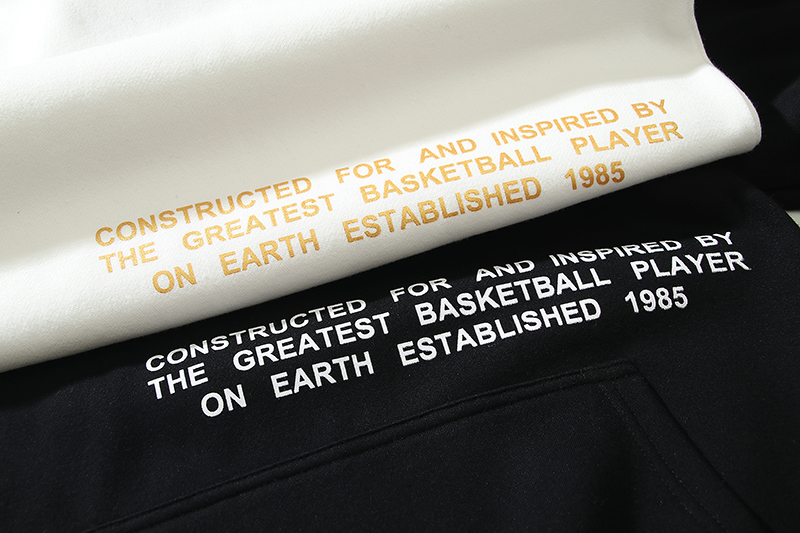 CONSTRUCTED FOR AND INSPIRED BY
THE GREATEST BASKETBALL PLAYER
ON EARTH ESTABLISHED 1985
CONSTRUCTED FOR AND INSPIRED BY
THE GREATEST BASKETBALL PLAYER
ON EARTH ESTABLISHED 1985